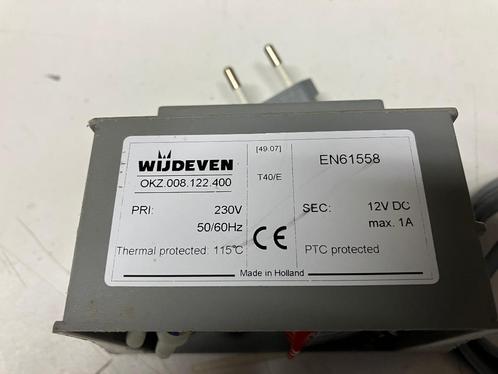 WIJDEVEN
OKZ.008.122.400
PRI: 230V
50/60Hz
Thermal protected: 115°C
[49.07]
T40/E
CE
EN61558
SEC: 12V DC
max. 1A
PTC protected
Made in Holland